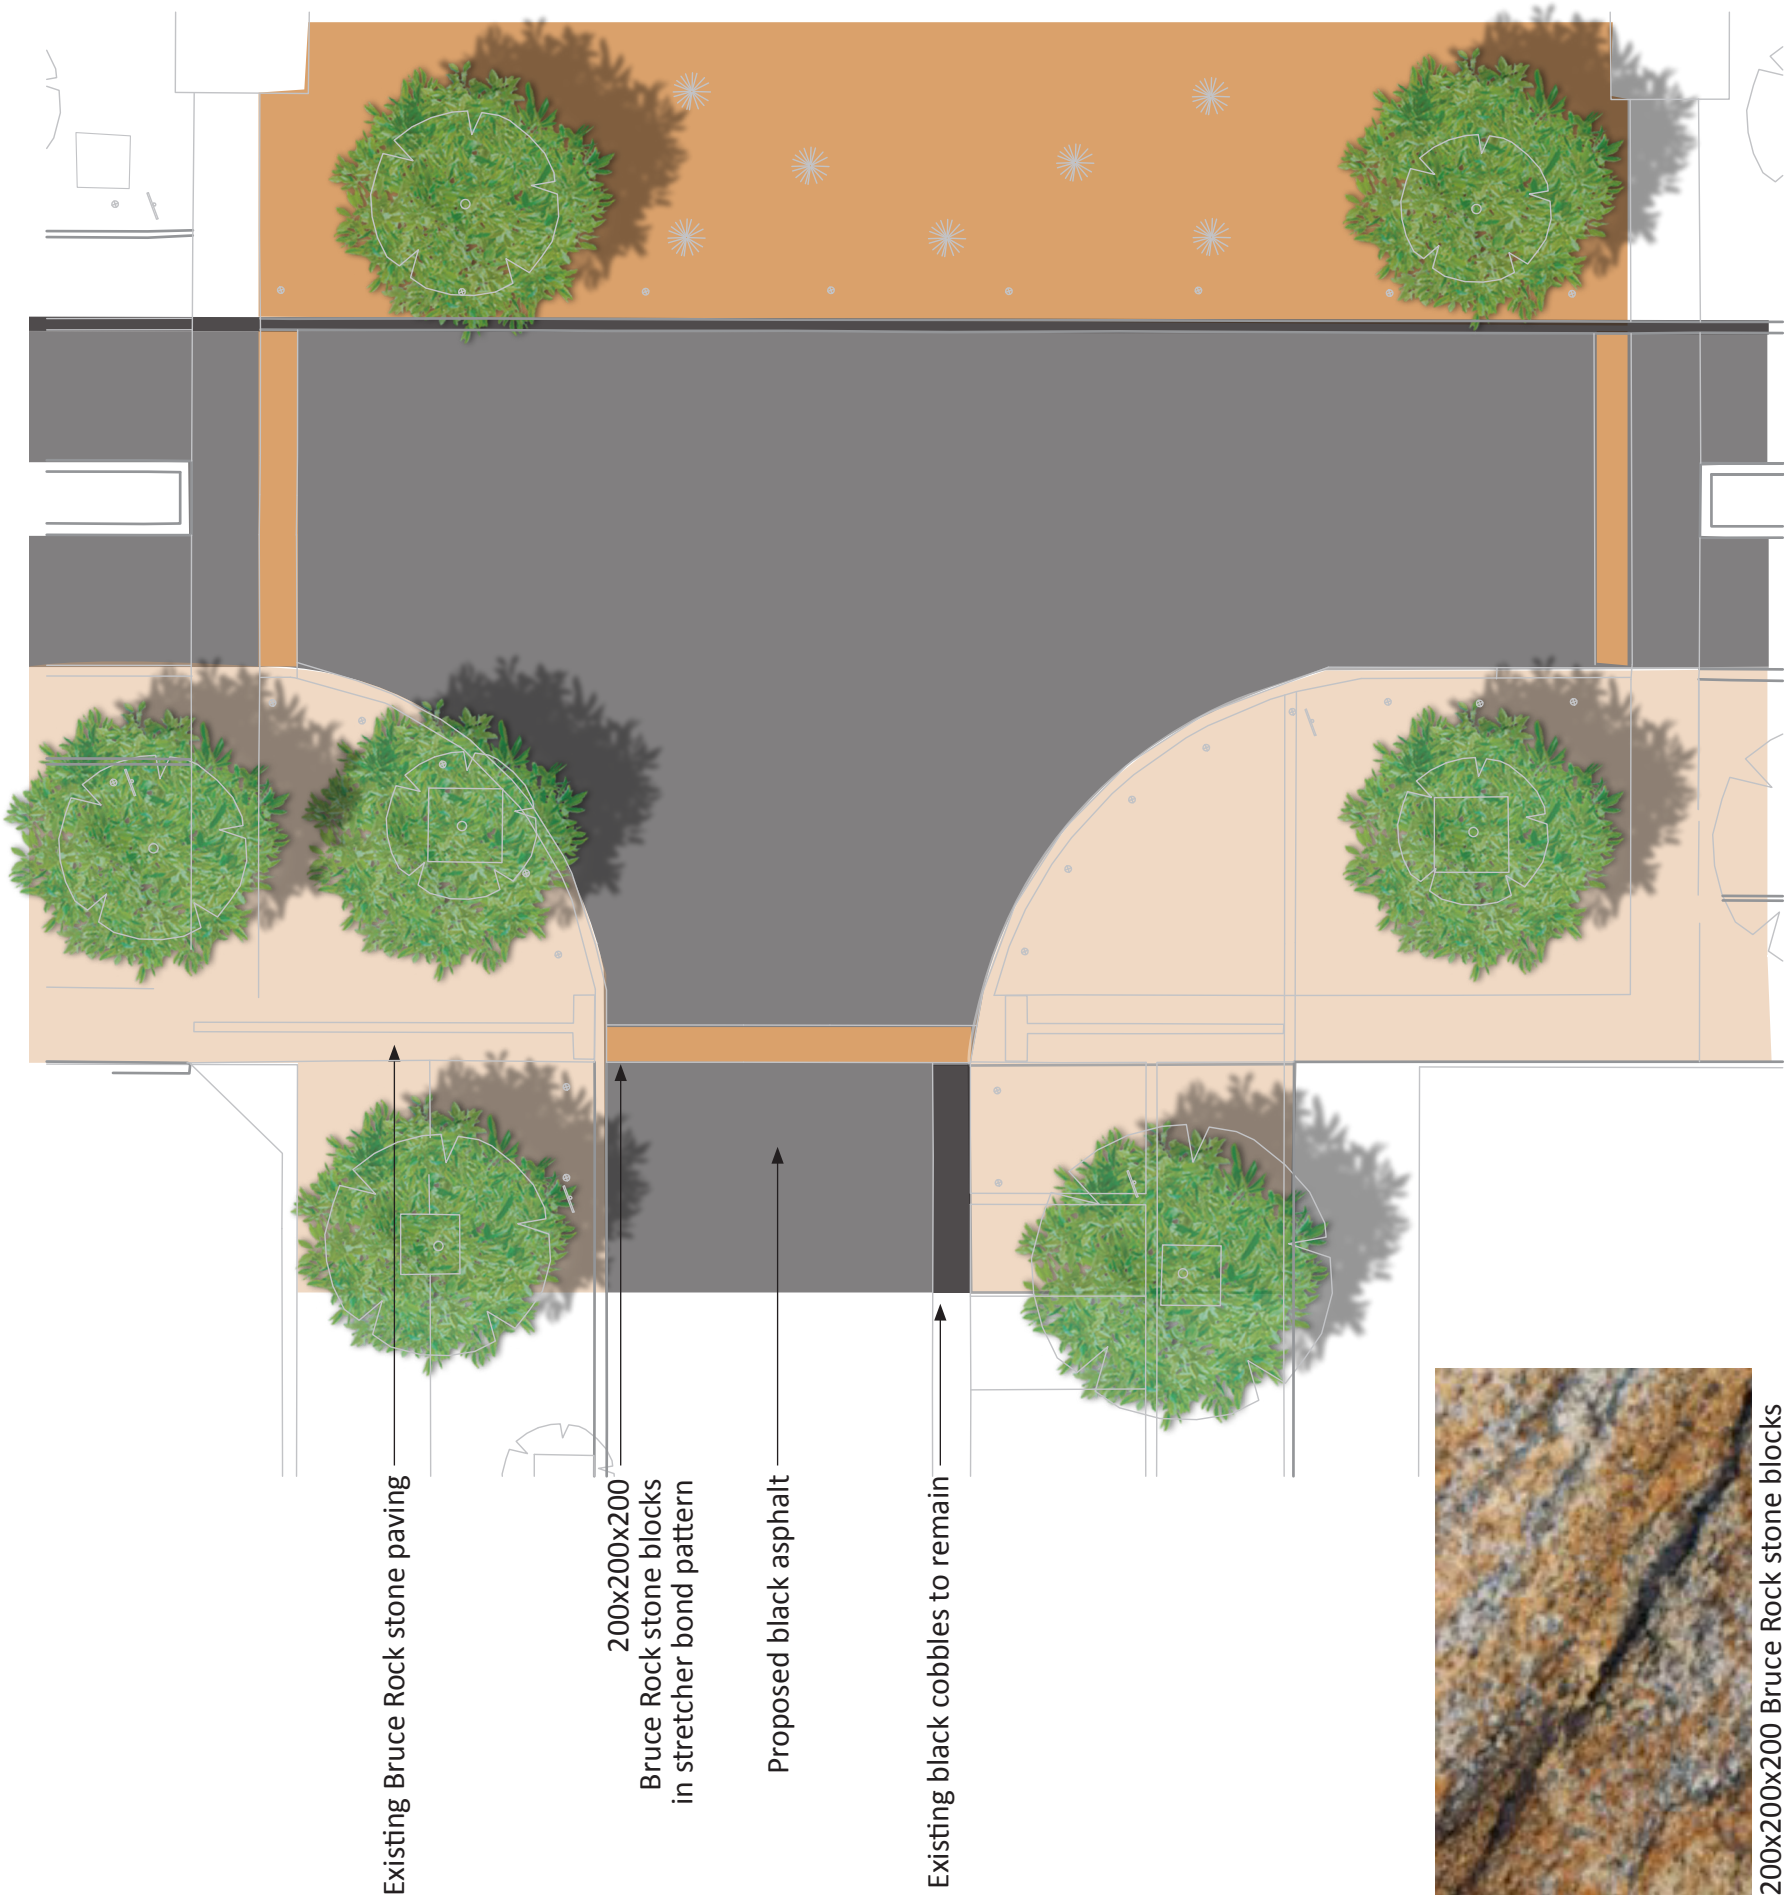 Existing Bruce Rock stone paving
200x200x200
Bruce Rock stone blocks
in stretcher bond pattern
Proposed black asphalt
Existing black cobbles to remain
200x200x200 Bruce Rock stone blocks